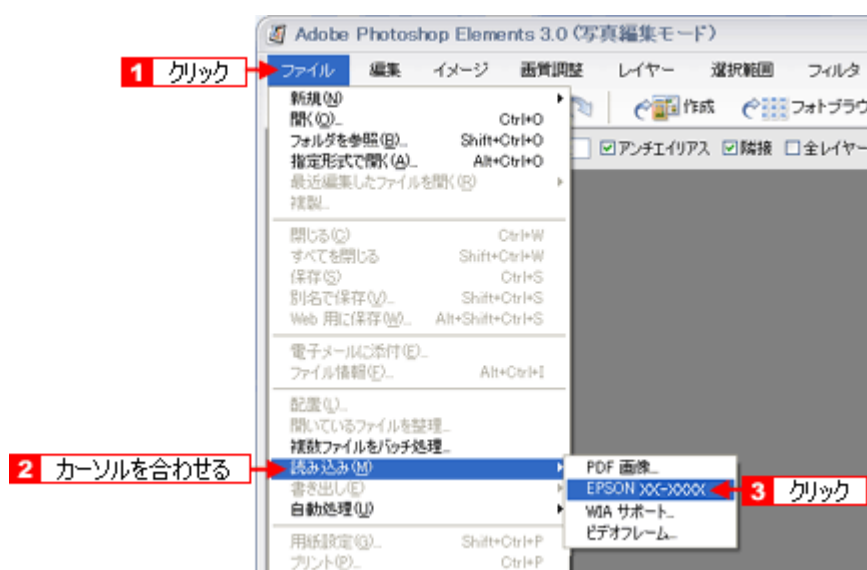 Adobe Photoshop Elements 3.0 (写真編集モード)
1 クリック
ファイル 編集 イメージ 画質調整 レイヤー 選択範囲 フィルタ
作成 フォトブラウ
アンチエイリアス 隣接 全レイヤー
新規(N)
開く(O)... Ctrl+O
フォルダを参照(B)... Shift+Ctrl+O
指定形式で開く(A)... Alt+Ctrl+O
最近編集したファイルを開く(R)
複製...
閉じる(C) Ctrl+W
すべてを閉じる Shift+Ctrl+W
保存(S) Ctrl+S
別名で保存(V)... Shift+Ctrl+S
Web 用に保存(W)... Alt+Shift+Ctrl+S
電子メールに添付(E)...
ファイル情報(F)... Alt+Ctrl+I
配置(L)...
開いているファイルを整理...
複数ファイルをバッチ処理...
2 カーソルを合わせる
読み込み(M)
書き出し(E)
自動処理(U)
用紙設定(G)... Shift+Ctrl+P
プリント(P)... Ctrl+P
PDF 画像...
EPSON XX-XXXX
3 クリック
WIA サポート...
ビデオフレーム...